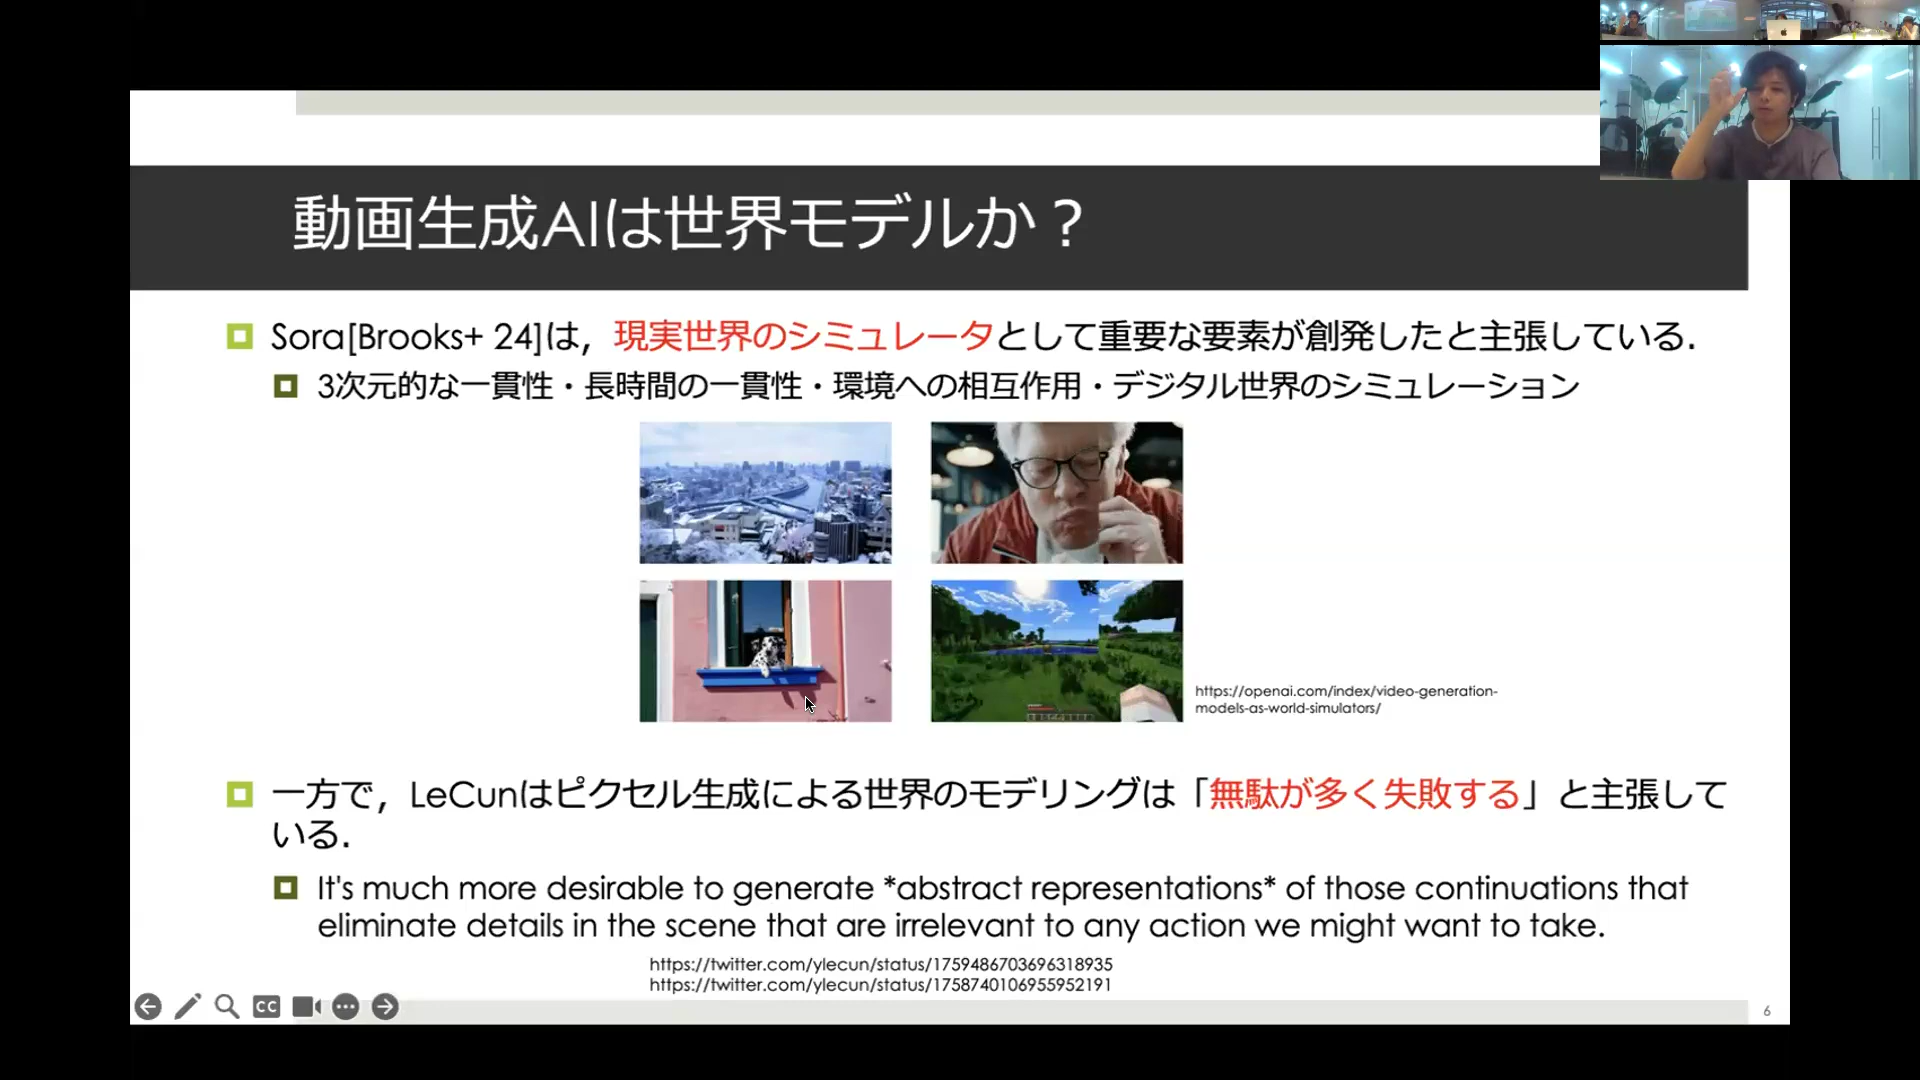 動画生成AIは世界モデルか？
Sora[Brooks+ 24]は，現実世界のシミュレータとして重要な要素が創発したと主張している．
3次元的な一貫性・長時間の一貫性・環境への相互作用・デジタル世界のシミュレーション
https://openai.com/index/video-generation-
models-as-world-simulators/
一方で，LeCunはピクセル生成による世界のモデリングは「無駄が多く失敗する」と主張して
いる．
It's much more desirable to generate *abstract representations* of those continuations that
eliminate details in the scene that are irrelevant to any action we might want to take.
https://twitter.com/ylecun/status/1759486703696318935
https://twitter.com/ylecun/status/1758740106955952191
CC
6